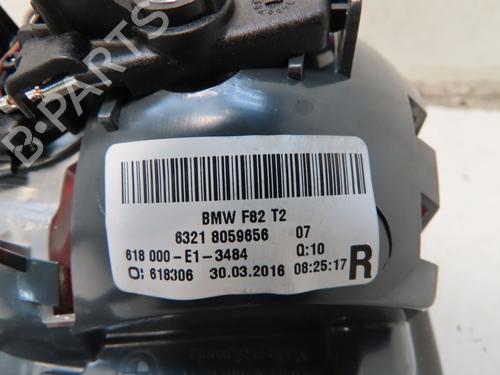 B-PARTS
BMW F82 T2
6321 8059656 07
618 000-E1-3484 Q:10
O: 618306 30.03.2016 08:25:17 R